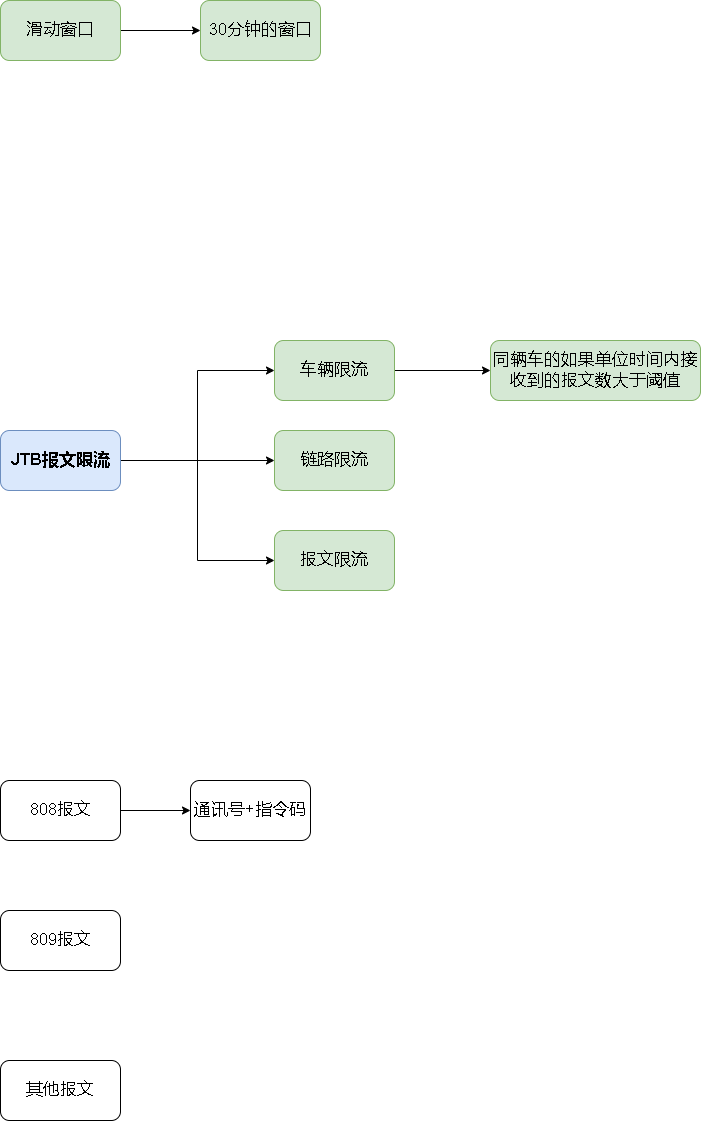 滑动窗口
30分钟的窗口
车辆限流
同辆车的如果单位时间内接
收到的报文数大于阈值
JTB报文限流
链路限流
报文限流
808报文
通讯号+指令码
809报文
其他报文